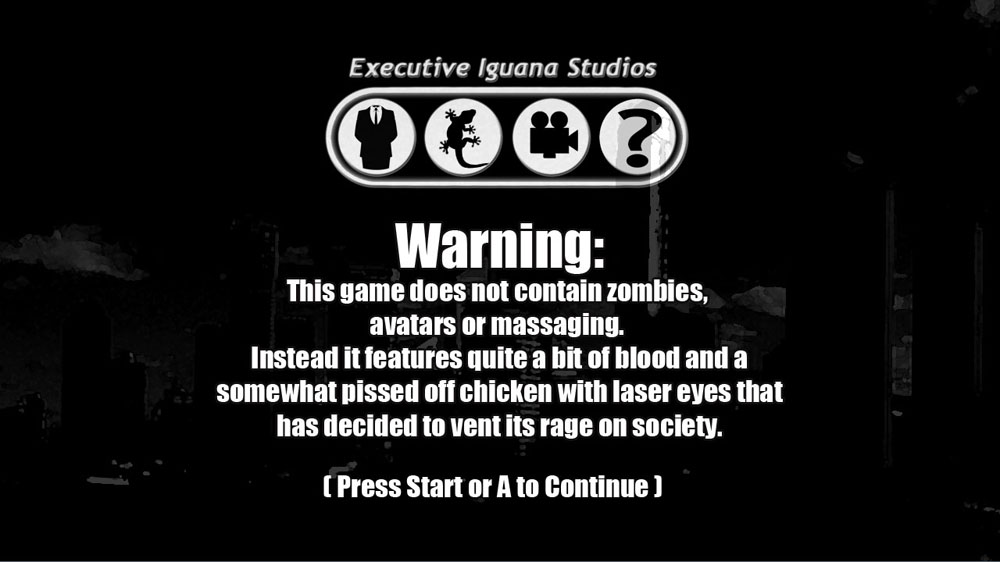 Executive Iguana Studios
?
Warning:
This game does not contain zombies,
avatars or massaging.
Instead it features quite a bit of blood and a
somewhat pissed off chicken with laser eyes that
has decided to vent its rage on society.
( Press Start or A to Continue )